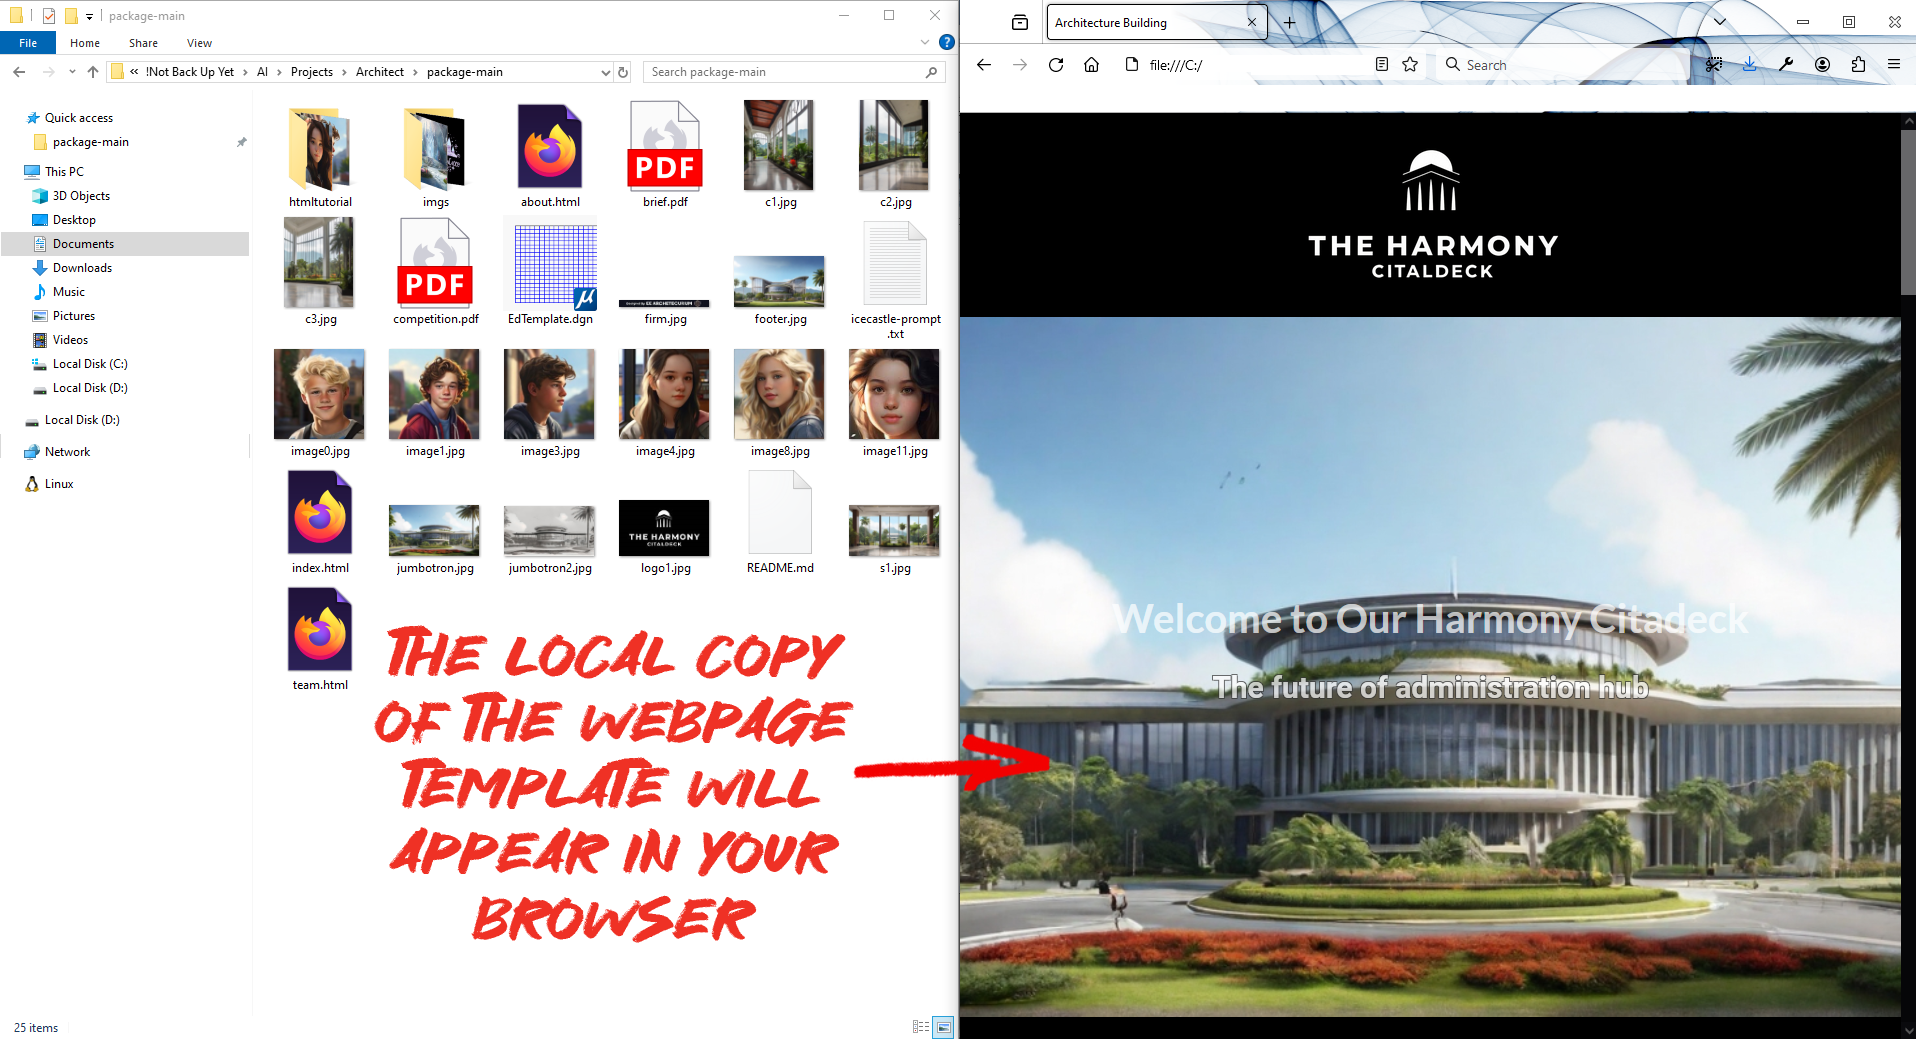 package-main
File
Home
Share
View
« !Not Back Up Yet > AI > Projects > Architect > package-main
Search package-main
Quick access
package-main
This PC
3D Objects
Desktop
Documents
Downloads
Music
Pictures
Videos
Local Disk (C:)
Local Disk (D:)
Local Disk (D:)
Network
Linux
htmltutorial
imgs
about.html
PDF
brief.pdf
c1.jpg
c2.jpg
c3.jpg
PDF
competition.pdf
EdTemplate.dgn
firm.jpg
footer.jpg
icecastle-prompt
.txt
image0.jpg
image1.jpg
image3.jpg
image4.jpg
image8.jpg
image11.jpg
index.html
jumbotron.jpg
jumbotron2.jpg
THE HARMONY
CITALDECK
logo1.jpg
README.md
s1.jpg
team.html
THE LOCAL COPY
OF THE WEBPAGE
TEMPLATE WILL
APPEAR IN YOUR
BROWSER
25 items
Architecture Building
file:///C:/
Search
THE HARMONY
CITALDECK
Welcome to Our Harmony Citadeck
The future of administration hub